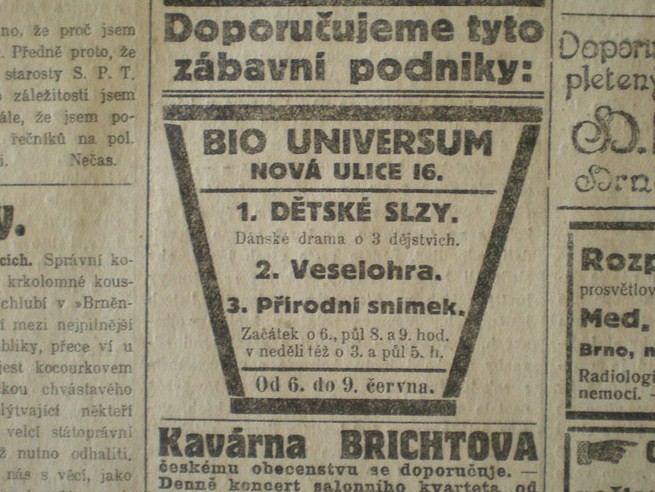 no, že proč jsem
Předně proto, že
starosty S. P. T.
záležitosti jsem
ále, že jsem po-
řečníků na pol.
Nečas.
y.
cích. Správní ko-
krkolomné kous-
chlubí v »Brněn-
í mezi nejpilnější
bliky, přece ví u
jest kocourkovem
kou chvástavého
lýtvající někteří
velcí státoprávní
ž nutno odhaliti,
nás s věcí, jako
Doporučujeme tyto
zábavní podniky:
BIO UNIVERSUM
NOVÁ ULICE 16.
1. DĚTSKÉ SLZY.
Dánské drama o 3 dějstvích.
2. Veselohra.
3. Přírodní snímek.
Začátek o 6., půl 8. a 9. hod.
v neděli též o 3. a půl 5. h.
Od 6. do 9. června.
Kavárna BRICHTOVA
českému obecenstvu se doporučuje. —
Denně koncert salonního kvarteta od
Doporu
pleteny
Brn
Rozp
prosvětlov
Med.
Brno, n
Radiologi
nemocí. —